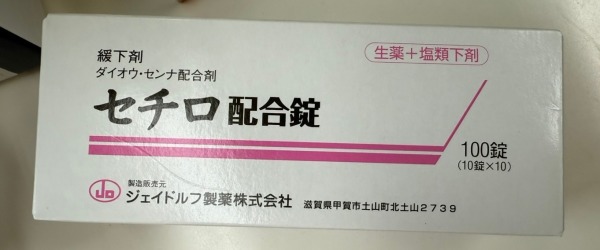 緩下剤
生薬＋塩類下剤
ダイオウ・センナ配合剤
セチロ配合錠
100錠
(10錠×10)
JD
製造販売元
ジェイドルフ製薬株式会社 滋賀県甲賀市土山町北土山2739